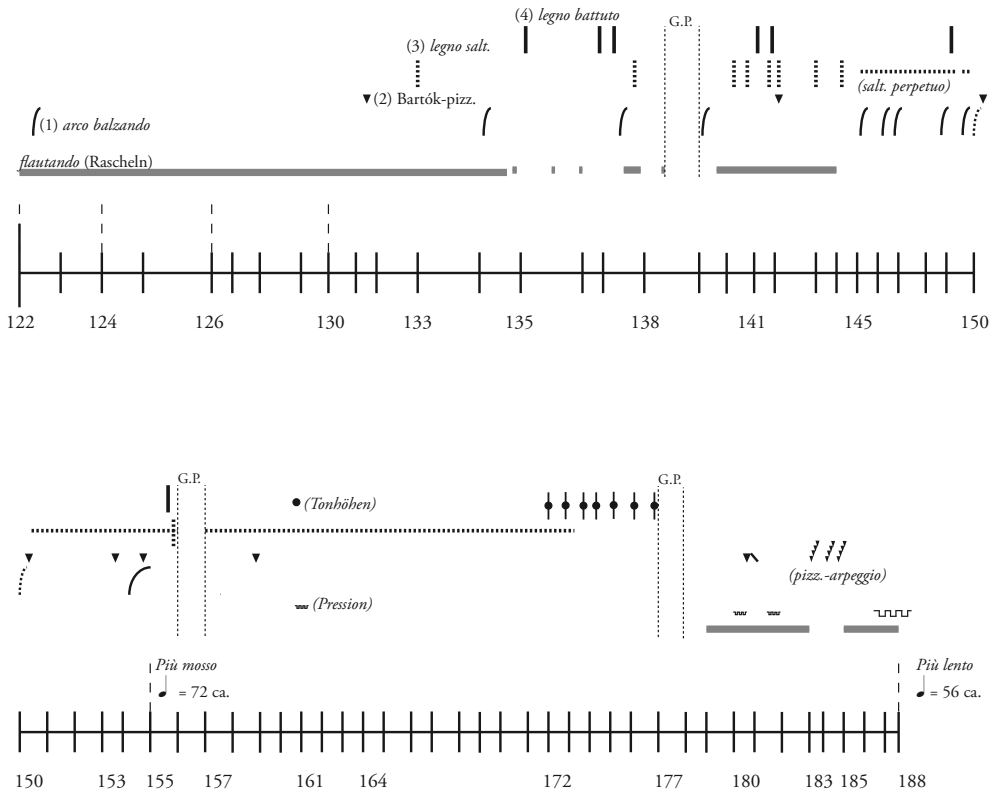 (4) legno battuto
G.P.
(3) legno salt.
(salt. perpetuo)
(2) Bartók-pizz.
(1) arco balzando
flautando (Rascheln)
122 124 126 130 133 135 138 141 145 150
G.P. G.P.
(Tonhöhen)
(pizz.-arpeggio)
(Pression)
Più mosso Più lento
= 72 ca. = 56 ca.
150 153 155 157 161 164 172 177 180 183 185 188